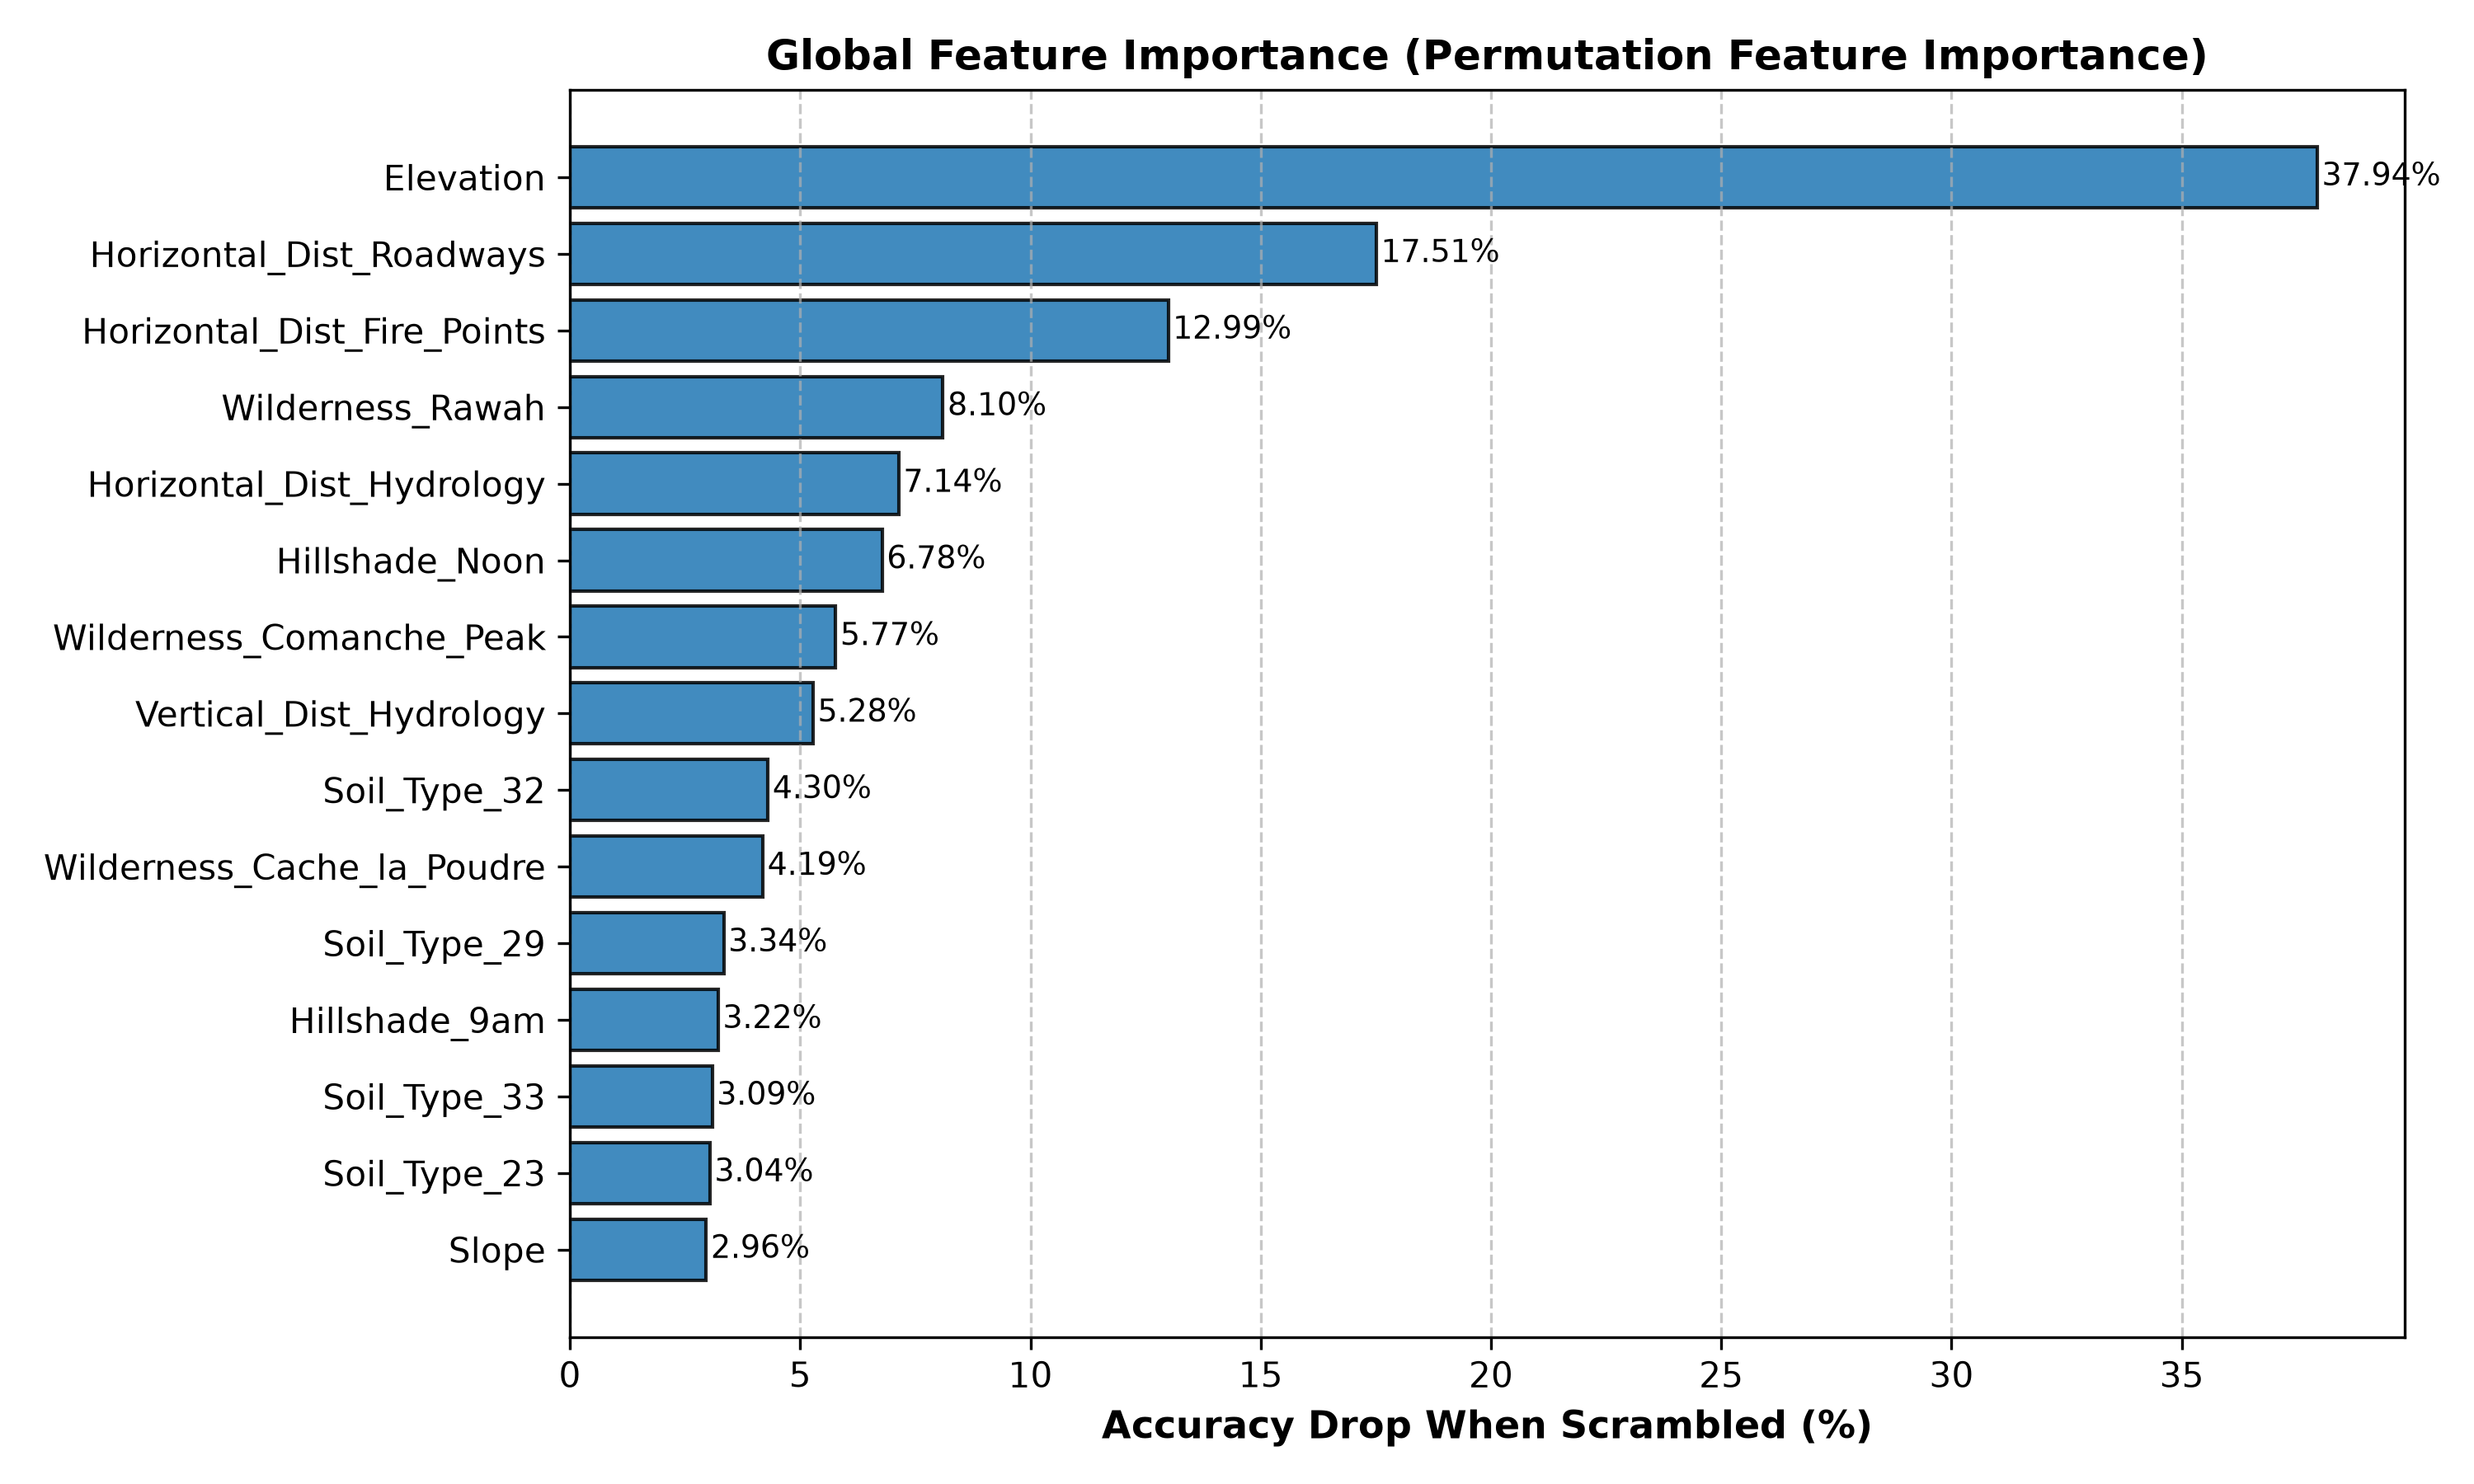 Global Feature Importance (Permutation Feature Importance)
Elevation 37.94%
Horizontal_Dist_Roadways 17.51%
Horizontal_Dist_Fire_Points 12.99%
Wilderness_Rawah 8.10%
Horizontal_Dist_Hydrology 7.14%
Hillshade_Noon 6.78%
Wilderness_Comanche_Peak 5.77%
Vertical_Dist_Hydrology 5.28%
Soil_Type_32 4.30%
Wilderness_Cache_la_Poudre 4.19%
Soil_Type_29 3.34%
Hillshade_9am 3.22%
Soil_Type_33 3.09%
Soil_Type_23 3.04%
Slope 2.96%
0 5 10 15 20 25 30 35
Accuracy Drop When Scrambled (%)